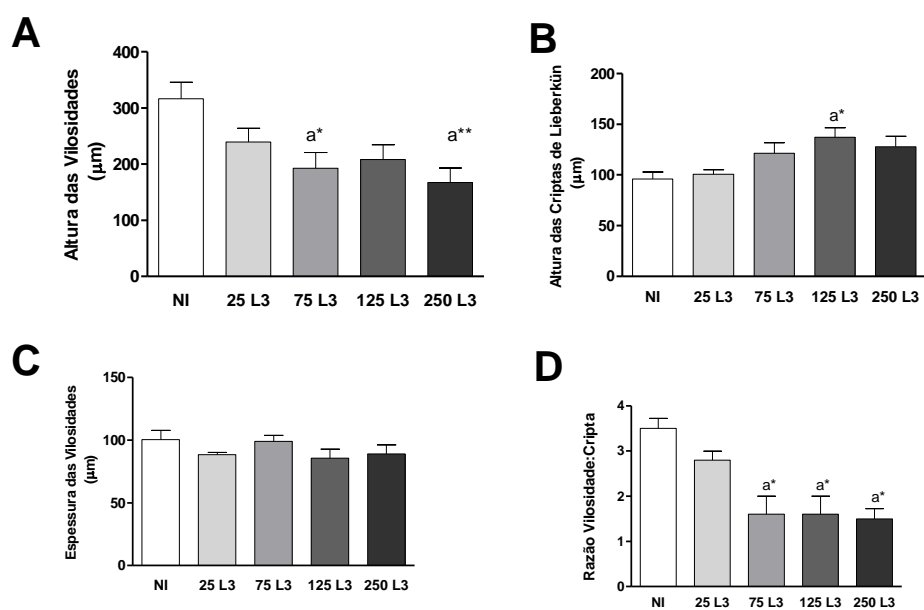 A
Altura das Vilosidades
(µm)
400
300
200
100
0
a*
a**
NI 25 L3 75 L3 125 L3 250 L3
B
Altura das Criptas de Lieberkün
(µm)
200
150
100
50
0
a*
NI 25 L3 75 L3 125 L3 250 L3
C
Espessura das Vilosidades
(µm)
150
100
50
0
NI 25 L3 75 L3 125 L3 250 L3
D
Razão Vilosidade:Cripta
4
3
2
1
0
a* a* a*
NI 25 L3 75 L3 125 L3 250 L3